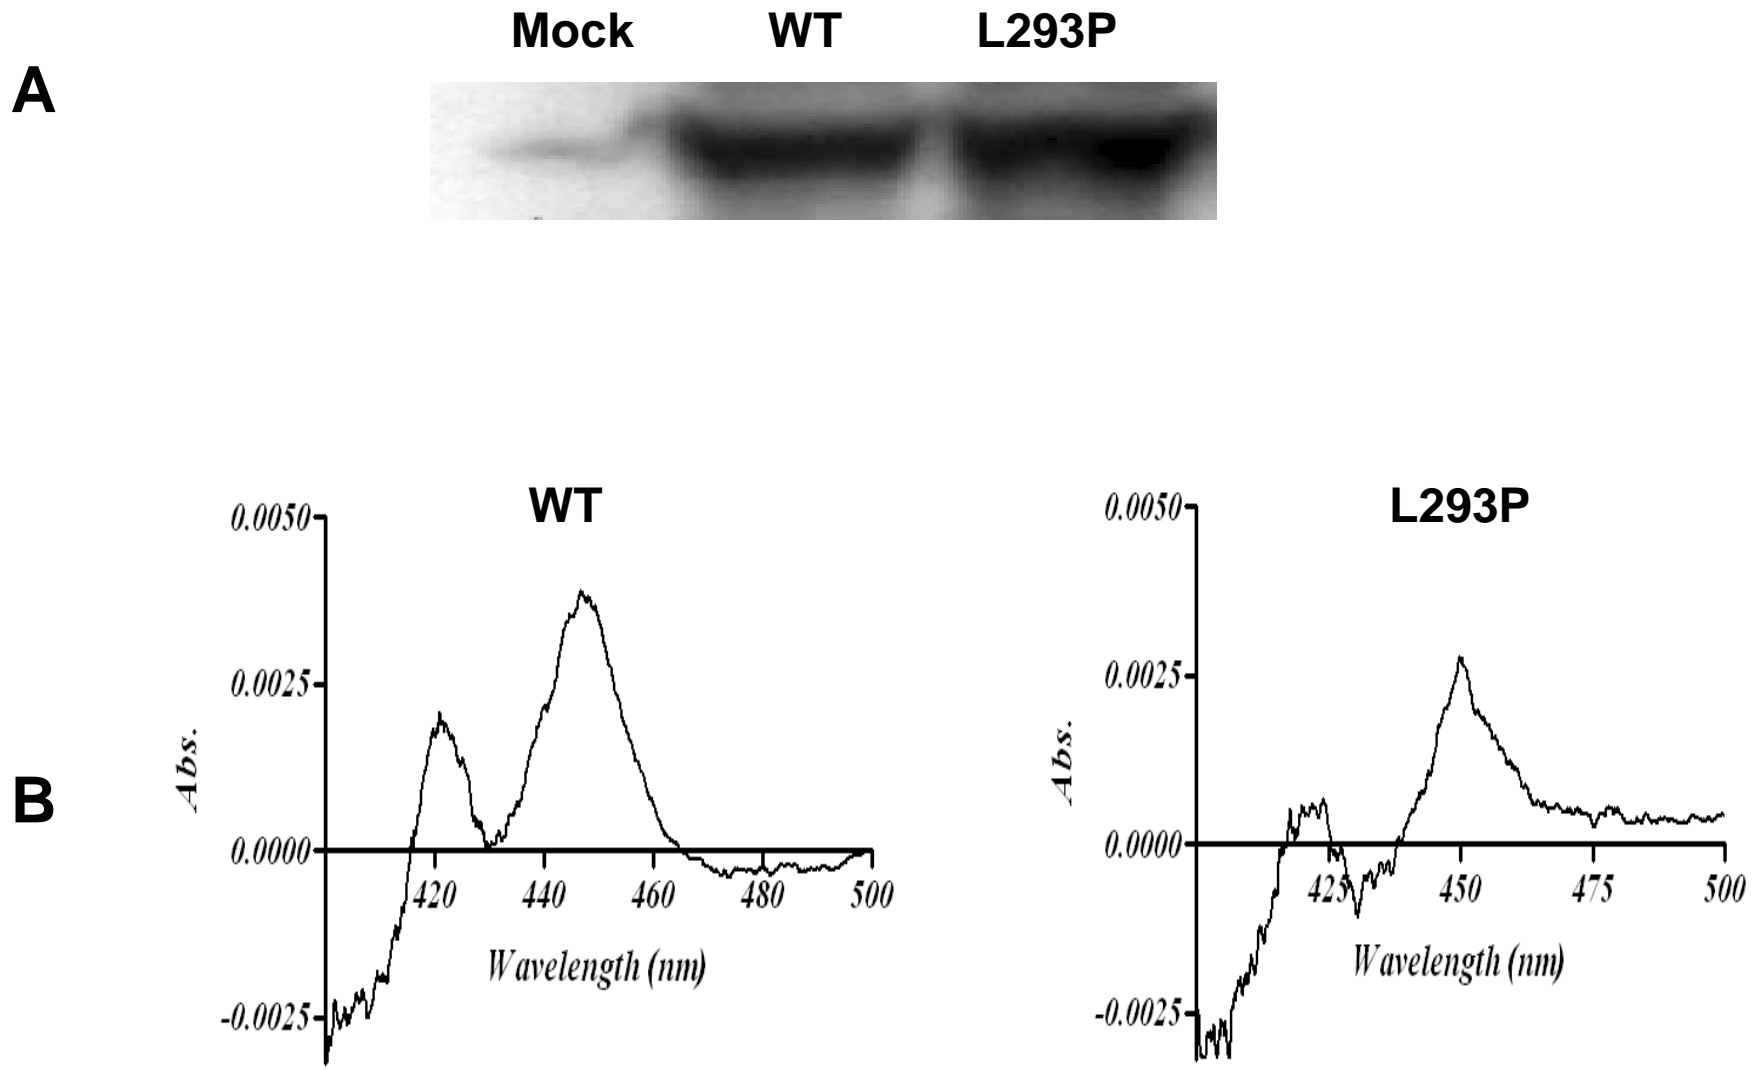 Mock WT L293P
A
WT L293P
0.0050 0.0050
0.0025 0.0025
Abs. Abs.
B
0.0000 0.0000
420 440 460 480 500 425 450 475 500
Wavelength (nm) Wavelength (nm)
-0.0025 -0.0025